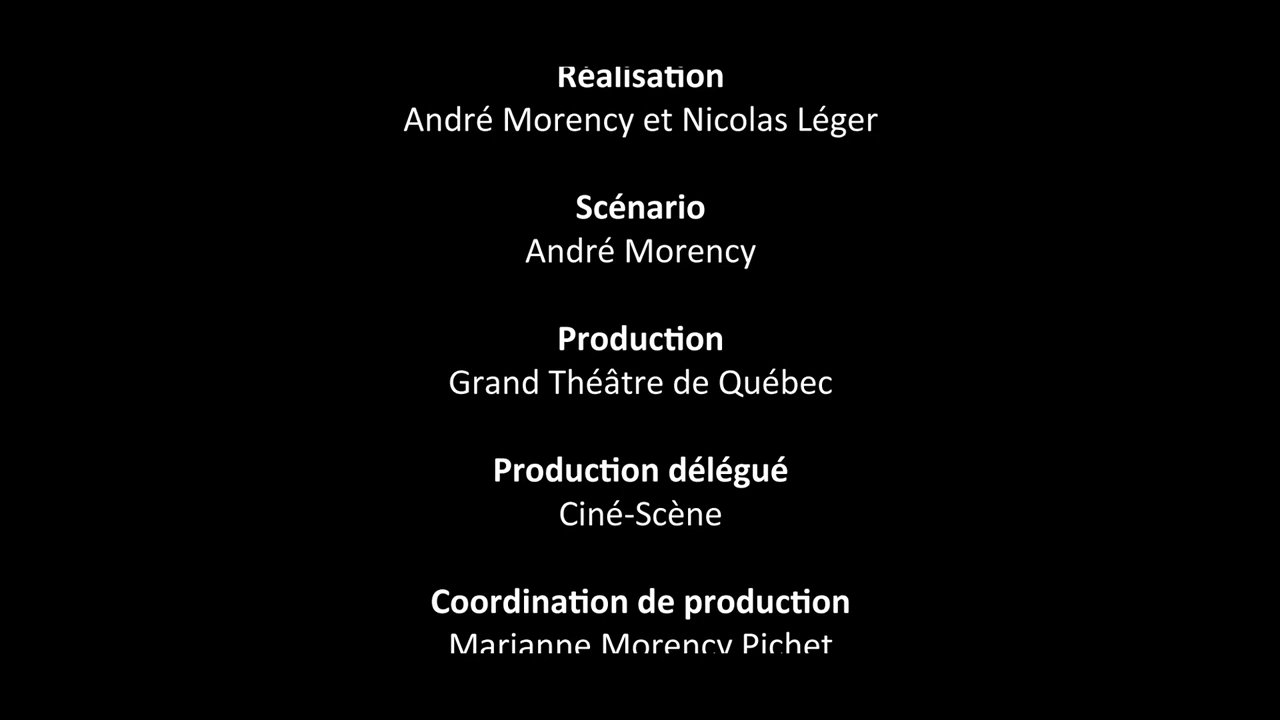 Réalisation
André Morency et Nicolas Léger
Scénario
André Morency
Production
Grand Théâtre de Québec
Production délégué
Ciné-Scène
Coordination de production
Marianne Morency Pichet